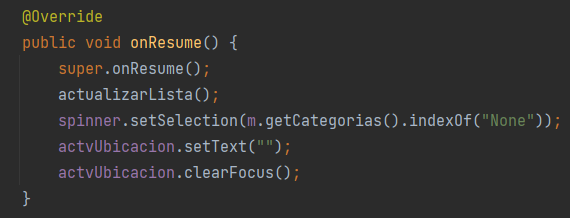 @Override
public void onResume() {
super.onResume();
actualizarLista();
spinner.setSelection(m.getCategorias().indexOf("None"));
actvUbicacion.setText("");
actvUbicacion.clearFocus();
}